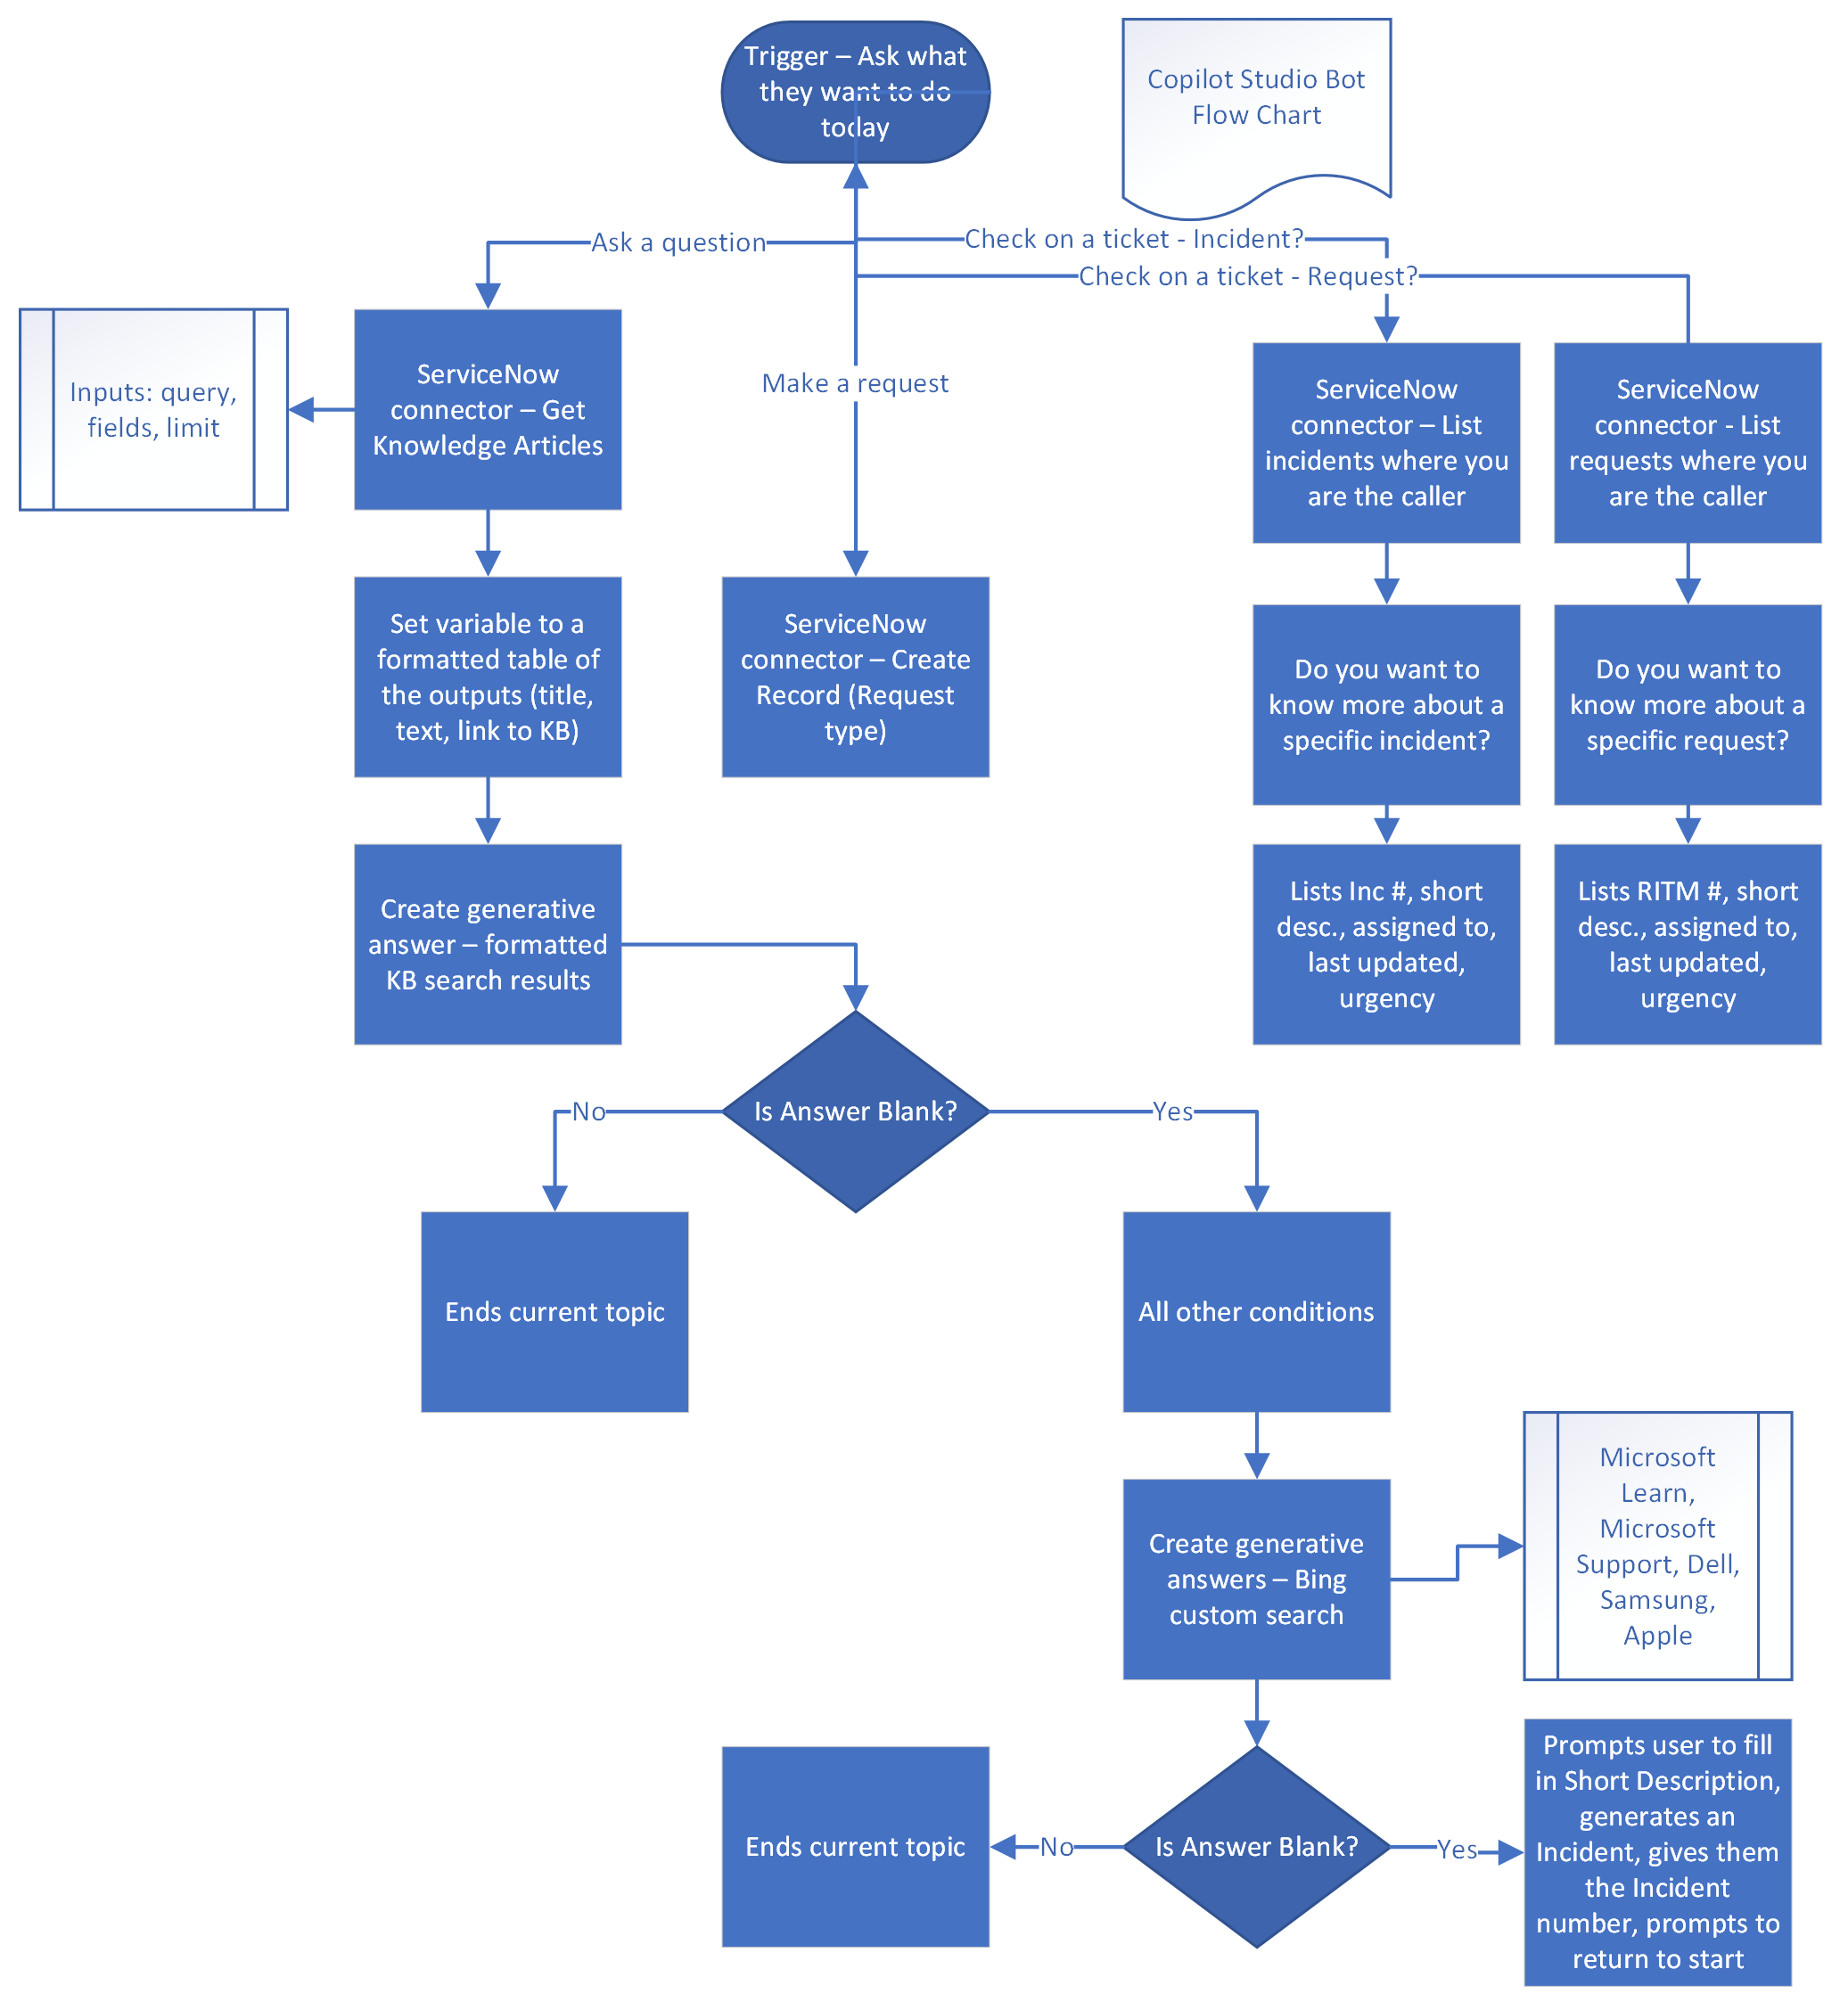 Trigger – Ask what
they want to do
today
Copilot Studio Bot
Flow Chart
Ask a question
Check on a ticket - Incident?
Check on a ticket - Request?
Make a request
Inputs: query,
fields, limit
ServiceNow
connector – Get
Knowledge Articles
ServiceNow
connector – List
incidents where you
are the caller
ServiceNow
connector - List
requests where you
are the caller
Set variable to a
formatted table of
the outputs (title,
text, link to KB)
ServiceNow
connector – Create
Record (Request
type)
Do you want to
know more about a
specific incident?
Do you want to
know more about a
specific request?
Create generative
answer – formatted
KB search results
Lists Inc #, short
desc., assigned to,
last updated,
urgency
Lists RITM #, short
desc., assigned to,
last updated,
urgency
Is Answer Blank?
No
Yes
Ends current topic
All other conditions
Create generative
answers – Bing
custom search
Microsoft
Learn,
Microsoft
Support, Dell,
Samsung,
Apple
Is Answer Blank?
No
Yes
Ends current topic
Prompts user to fill
in Short Description,
generates an
Incident, gives them
the Incident
number, prompts to
return to start